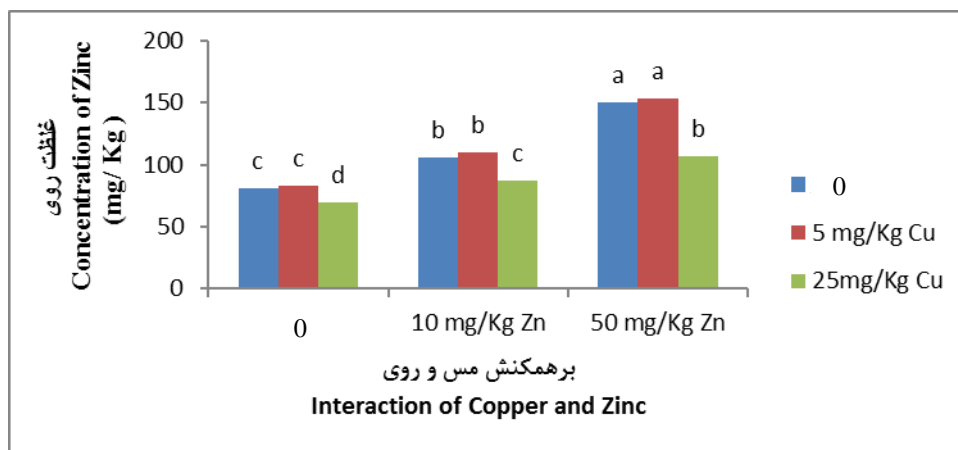 غلظت روی
Concentration of Zinc
(mg/ Kg )
200
150
100
50
0
c c d
b b c
a a b
0
10 mg/Kg Zn
50 mg/Kg Zn
برهمکنش مس و روی
Interaction of Copper and Zinc
0
5 mg/Kg Cu
25mg/Kg Cu